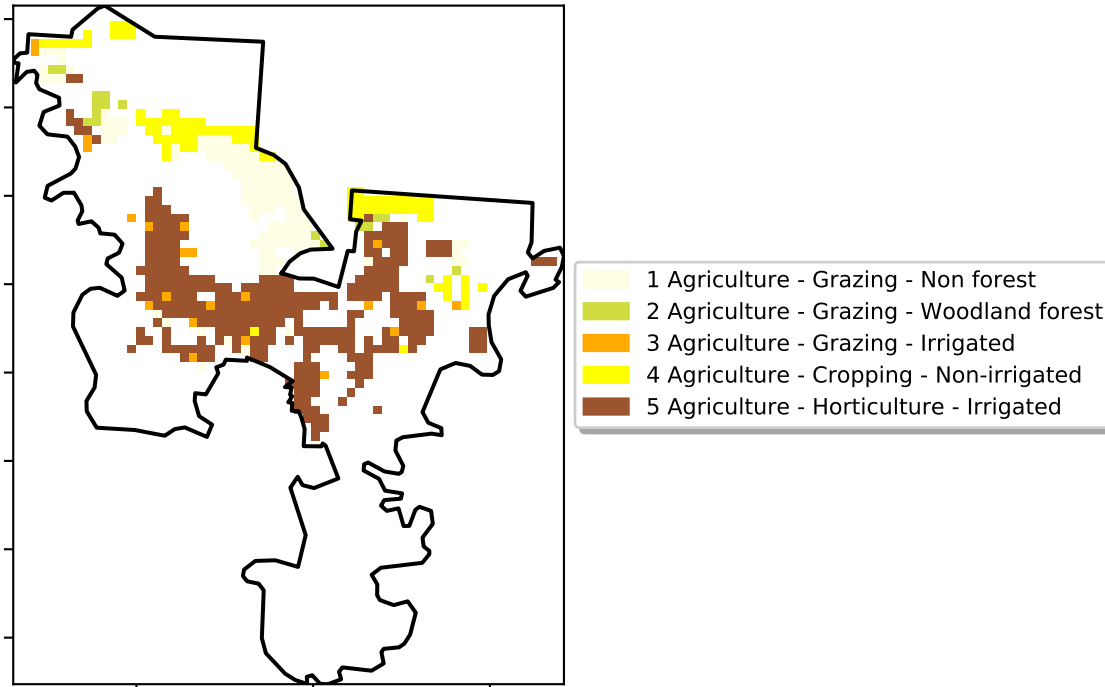 1 Agriculture - Grazing - Non forest
2 Agriculture - Grazing - Woodland forest
3 Agriculture - Grazing - Irrigated
4 Agriculture - Cropping - Non-irrigated
5 Agriculture - Horticulture - Irrigated